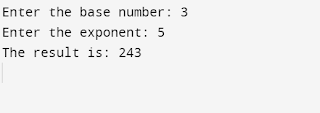 Enter the base number: 3
Enter the exponent: 5
The result is: 243